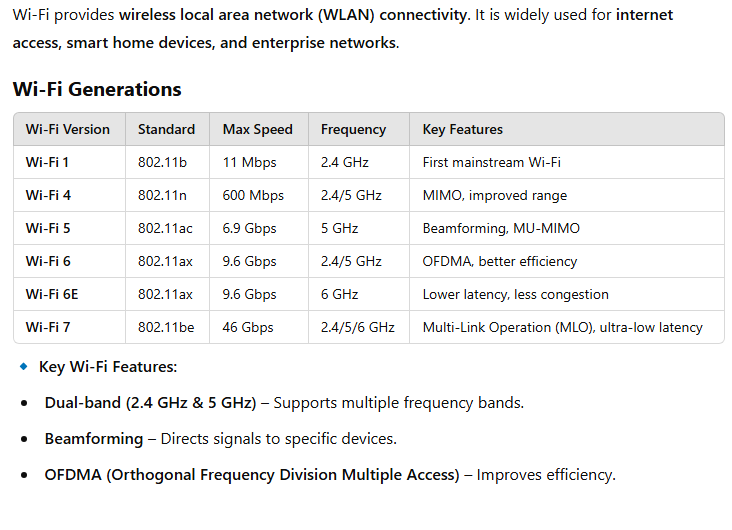 Wi-Fi provides wireless local area network (WLAN) connectivity. It is widely used for internet
access, smart home devices, and enterprise networks.
Wi-Fi Generations
Wi-Fi Version Standard Max Speed Frequency Key Features
Wi-Fi 1 802.11b 11 Mbps 2.4 GHz First mainstream Wi-Fi
Wi-Fi 4 802.11n 600 Mbps 2.4/5 GHz MIMO, improved range
Wi-Fi 5 802.11ac 6.9 Gbps 5 GHz Beamforming, MU-MIMO
Wi-Fi 6 802.11ax 9.6 Gbps 2.4/5 GHz OFDMA, better efficiency
Wi-Fi 6E 802.11ax 9.6 Gbps 6 GHz Lower latency, less congestion
Wi-Fi 7 802.11be 46 Gbps 2.4/5/6 GHz Multi-Link Operation (MLO), ultra-low latency
🔹 Key Wi-Fi Features:
• Dual-band (2.4 GHz & 5 GHz) – Supports multiple frequency bands.
• Beamforming – Directs signals to specific devices.
• OFDMA (Orthogonal Frequency Division Multiple Access) – Improves efficiency.